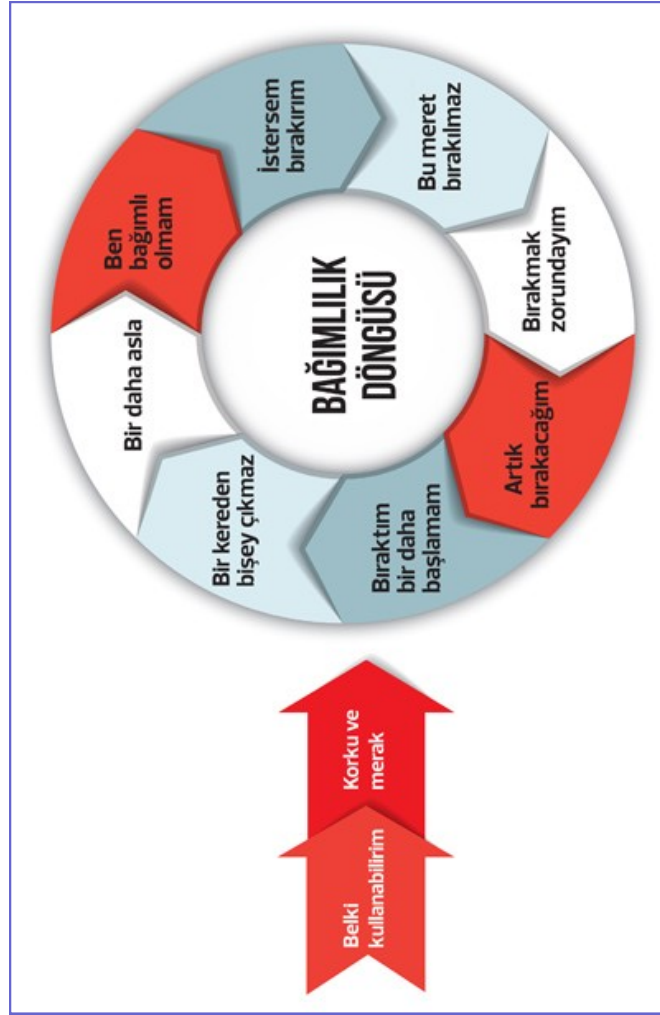 BAĞIMLILIK
DÖNGÜSÜ
Belki
kullanabilirim
Korku ve
merak
Bir kereden
bişey çıkmaz
Bir daha asla
Ben
bağımlı
olmam
İstersem
bırakırım
Bu meret
bırakılmaz
Bırakmak
zorundayım
Artık
bırakacağım
Bıraktım
bir daha
başlamam